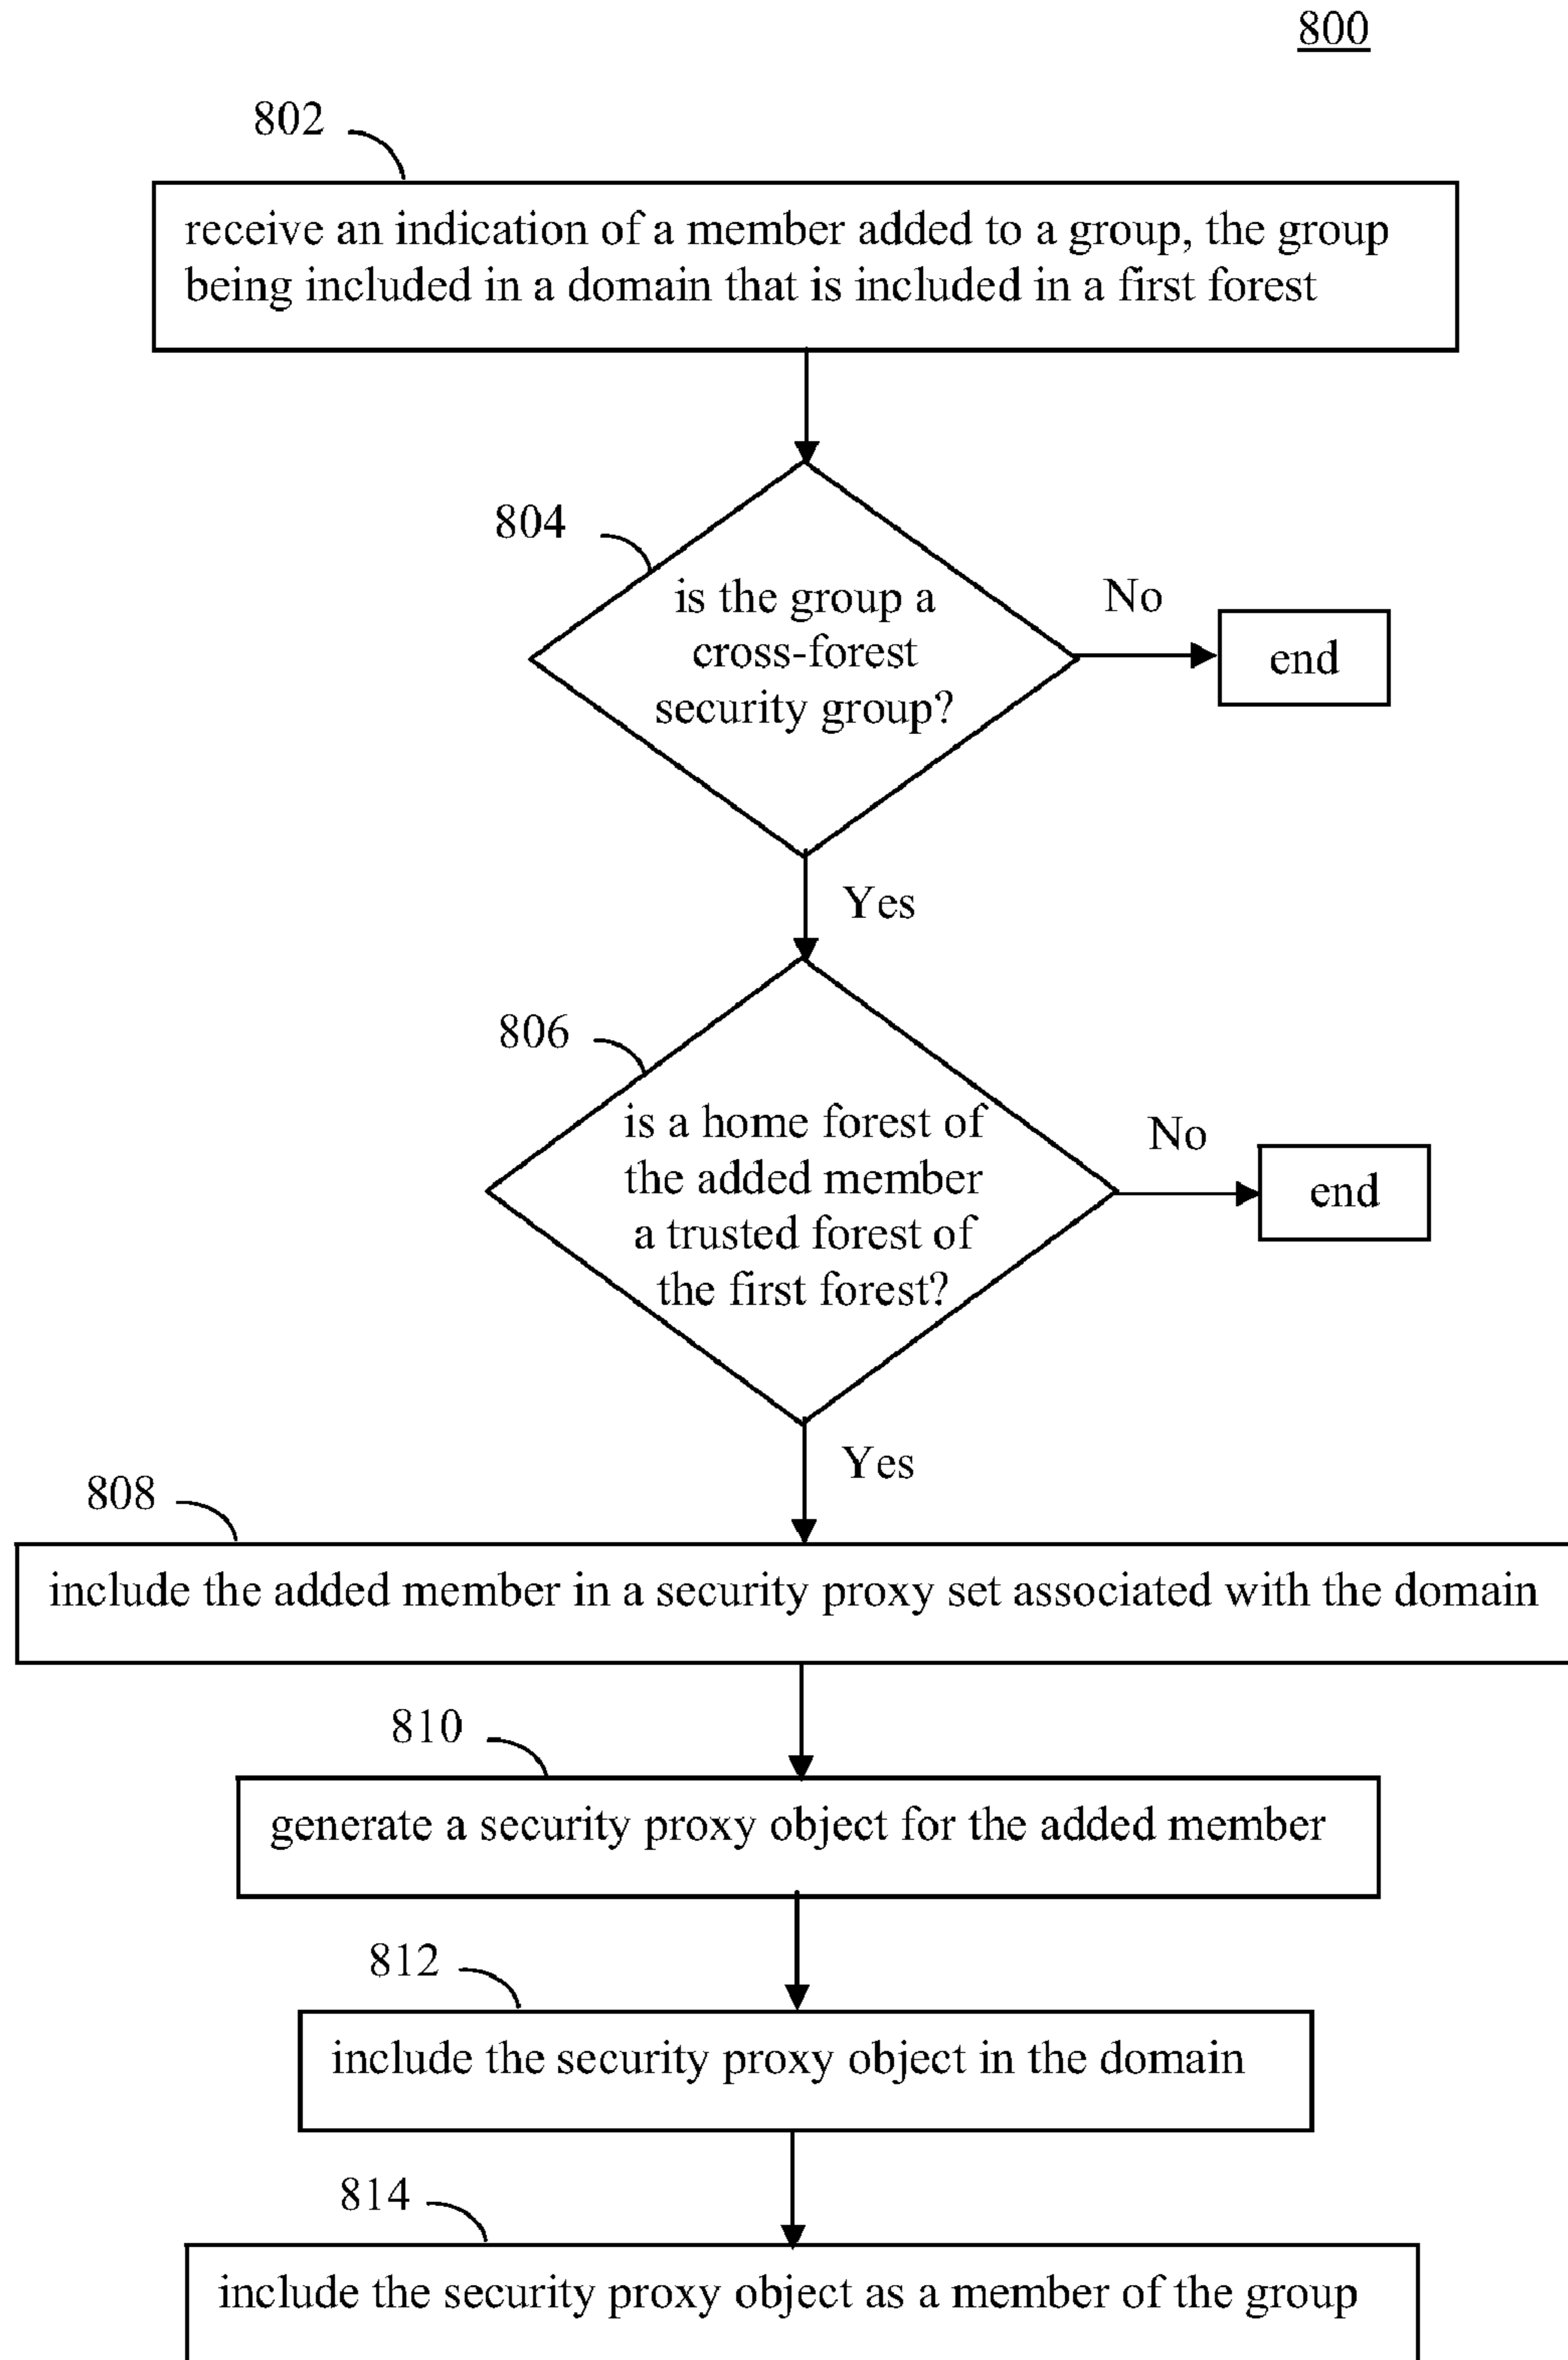 800
802
receive an indication of a member added to a group, the group
being included in a domain that is included in a first forest
804
is the group a
cross-forest
security group?
No
end
Yes
806
is a home forest of
the added member
a trusted forest of
the first forest?
No
end
Yes
808
include the added member in a security proxy set associated with the domain
810
generate a security proxy object for the added member
812
include the security proxy object in the domain
814
include the security proxy object as a member of the group